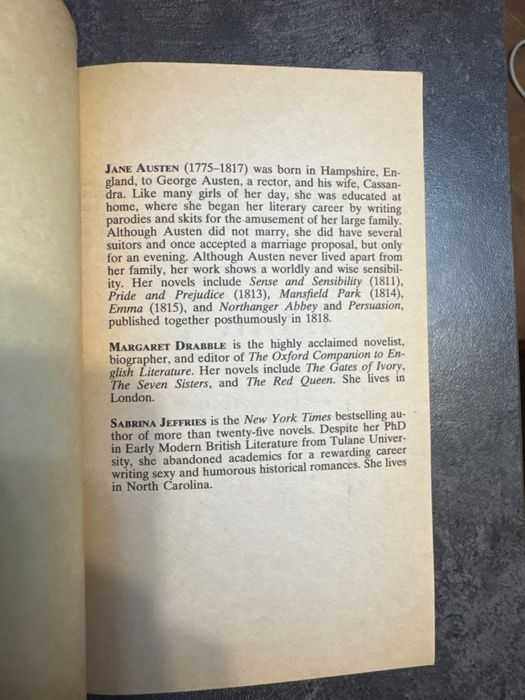 JANE AUSTEN (1775–1817) was born in Hampshire, En-
gland, to George Austen, a rector, and his wife, Cassan-
dra. Like many girls of her day, she was educated at
home, where she began her literary career by writing
parodies and skits for the amusement of her large family.
Although Austen did not marry, she did have several
suitors and once accepted a marriage proposal, but only
for an evening. Although Austen never lived apart from
her family, her work shows a worldly and wise sensibil-
ity. Her novels include Sense and Sensibility (1811),
Pride and Prejudice (1813), Mansfield Park (1814),
Emma (1815), and Northanger Abbey and Persuasion,
published together posthumously in 1818.
MARGARET DRABBLE is the highly acclaimed novelist,
biographer, and editor of The Oxford Companion to En-
glish Literature. Her novels include The Gates of Ivory,
The Seven Sisters, and The Red Queen. She lives in
London.
SABRINA JEFFRIES is the New York Times bestselling au-
thor of more than twenty-five novels. Despite her PhD
in Early Modern British Literature from Tulane Univer-
sity, she abandoned academics for a rewarding career
writing sexy and humorous historical romances. She lives
in North Carolina.